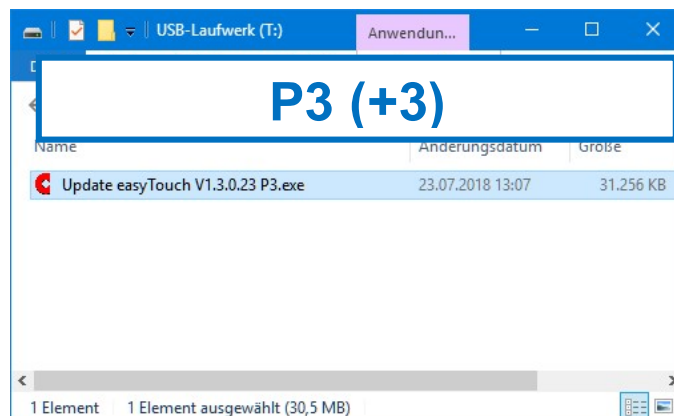 USB-Laufwerk (T:) Anwendun...
P3 (+3)
Name Änderungsdatum Größe
Update easyTouch V1.3.0.23 P3.exe 23.07.2018 13:07 31.256 KB
1 Element 1 Element ausgewählt (30,5 MB)